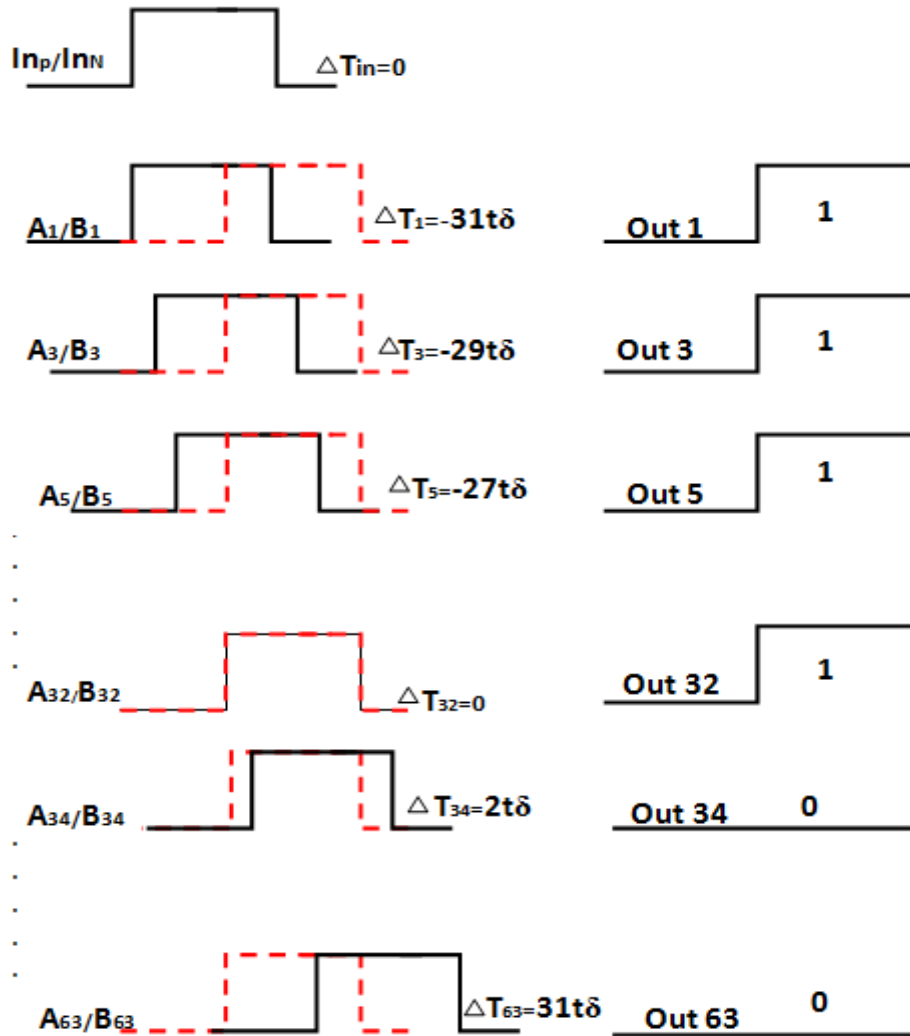 InP/InN △Tin=0
A1/B1 △T1=-31tδ Out 1 1
A3/B3 △T3=-29tδ Out 3 1
A5/B5 △T5=-27tδ Out 5 1
A32/B32 △T32=0 Out 32 1
A34/B34 △T34=2tδ Out 34 0
A63/B63 △T63=31tδ Out 63 0